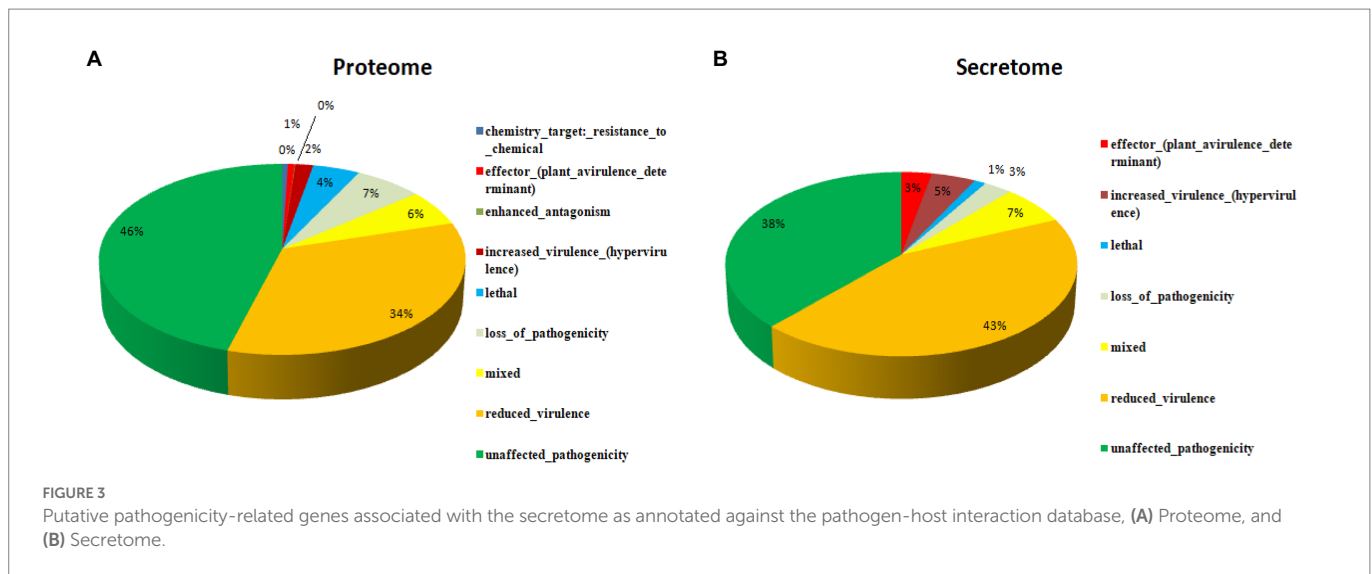 A
Proteome
0%
1%
0%
2%
4%
7%
6%
46%
34%
chemistry_target:_resistance_to
_chemical
effector_(plant_avirulence_dete
rminant)
enhanced_antagonism
increased_virulence_(hyperviru
lence)
lethal
loss_of_pathogenicity
mixed
reduced_virulence
unaffected_pathogenicity
B
Secretome
1%
3%
3%
5%
7%
38%
43%
effector_(plant_avirulence_dete
rminant)
increased_virulence_(hypervirul
ence)
lethal
loss_of_pathogenicity
mixed
reduced_virulence
unaffected_pathogenicity
FIGURE 3
Putative pathogenicity-related genes associated with the secretome as annotated against the pathogen-host interaction database, (A) Proteome, and
(B) Secretome.